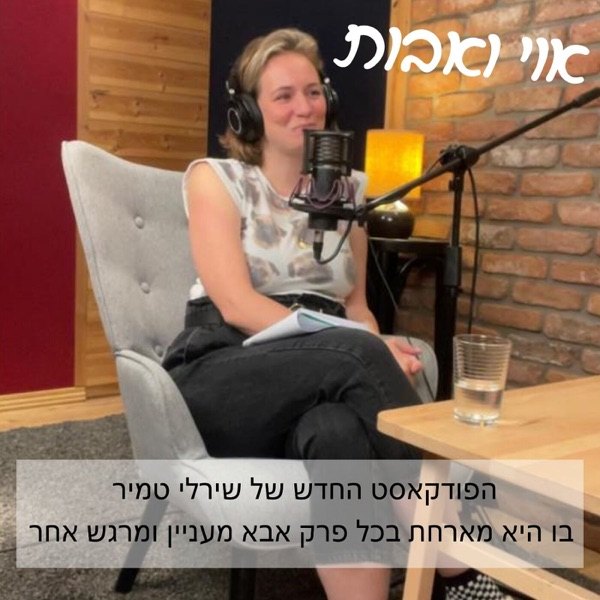 אוי ואבות
הפודקאסט החדש של שירלי טמיר
בו היא מארחת בכל פרק אבא מעניין ומרגש אחר